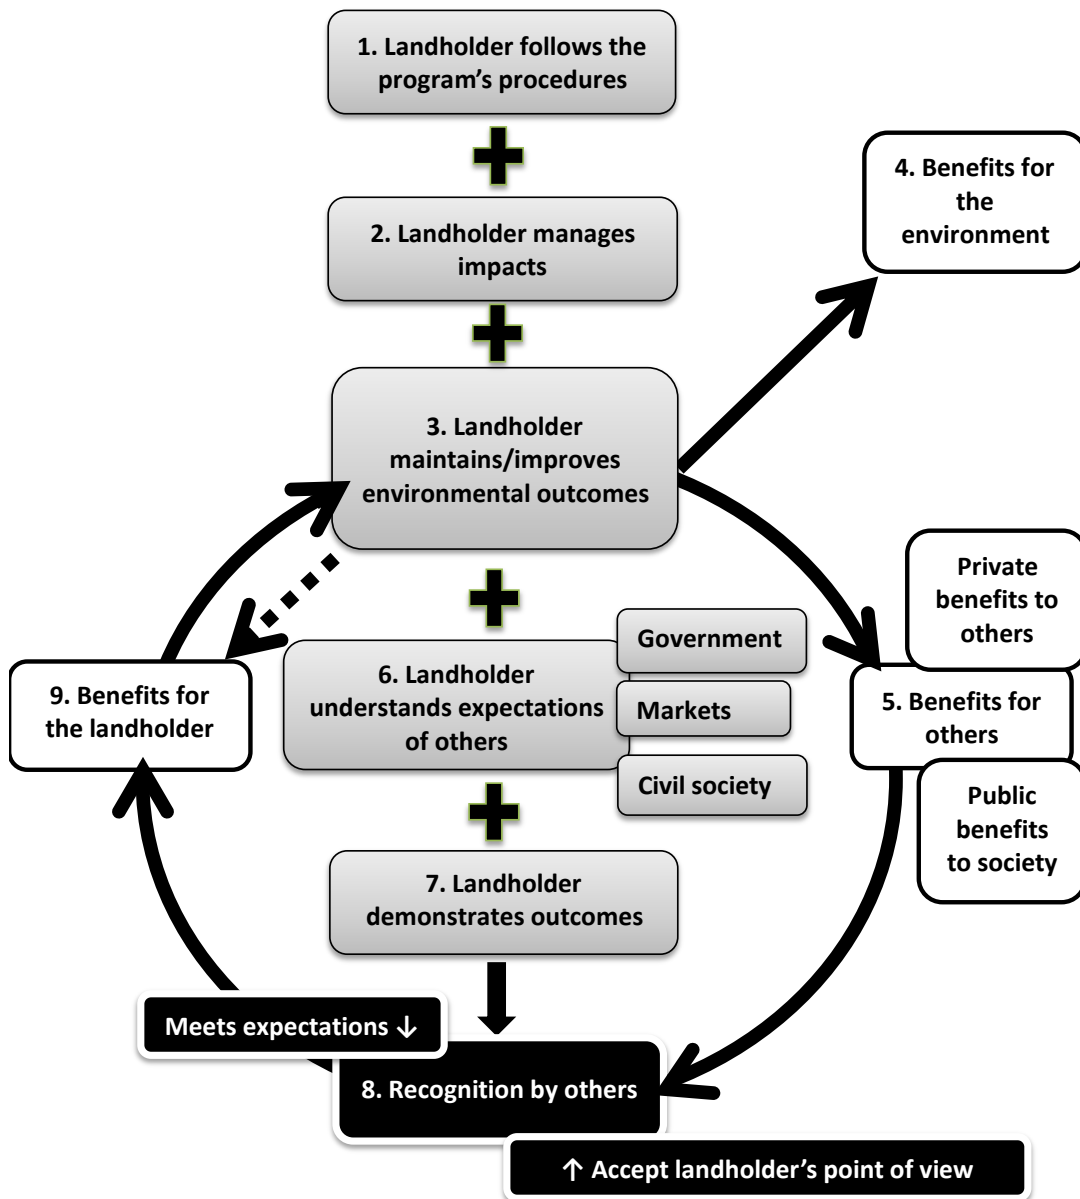 1. Landholder follows the
program's procedures
2. Landholder manages
impacts
4. Benefits for
the
environment
3. Landholder
maintains/improves
environmental outcomes
Private
benefits to
others
Government
6. Landholder
understands expectations
of others
Markets
Civil society
9. Benefits for
the landholder
5. Benefits for
others
Public
benefits
to society
7. Landholder
demonstrates outcomes
Meets expectations ↓
8. Recognition by others
↑ Accept landholder's point of view